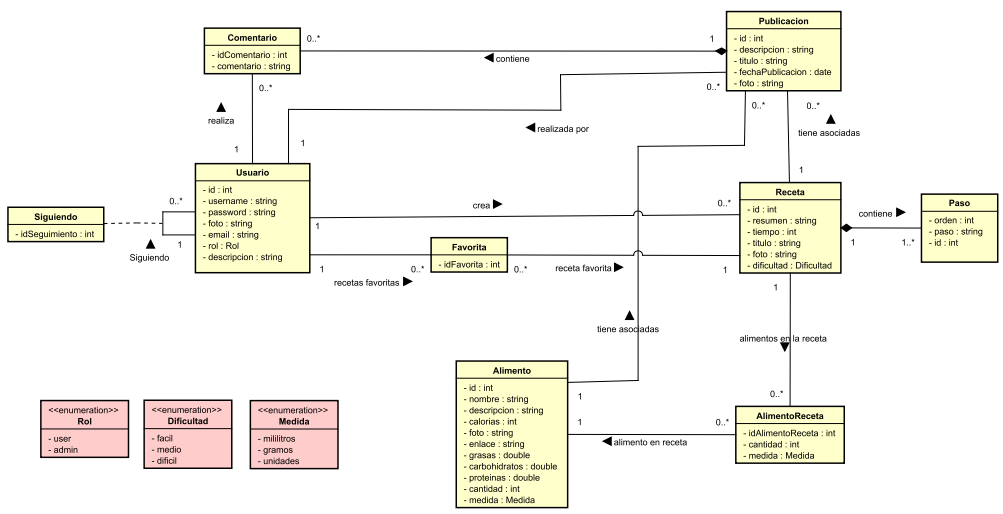 Publicacion
- id : int
- descripcion : string
- titulo : string
- fechaPublicacion : date
- foto : string
Comentario
- idComentario : int
- comentario : string
0..*
1
◀ contiene
0..*
0..*
0..*
0..*
▲
realiza
◀ realizada por
▲
tiene asociadas
1
1
1
Usuario
- id : int
- username : string
- password : string
- foto : string
- email : string
- rol : Rol
- descripcion : string
Receta
- id : int
- resumen : string
- tiempo : int
- titulo : string
- foto : string
- dificultad : Dificultad
Paso
- orden : int
- paso : string
- id : int
contiene ▶
1
1..*
Siguiendo
- idSeguimiento : int
0..*
1
▲
Siguiendo
crea ▶
1
0..*
Favorita
- idFavorita : int
1
0..*
0..*
1
recetas favoritas ▶
receta favorita ▶
1
▲
tiene asociadas
alimentos en la receta
▼
0..*
Alimento
- id : int
- nombre : string
- descripcion : string
- calorias : int
- foto : string
- enlace : string
- grasas : double
- carbohidratos : double
- proteinas : double
- cantidad : int
- medida : Medida
1
1
0..*
◀ alimento en receta
AlimentoReceta
- idAlimentoReceta : int
- cantidad : int
- medida : Medida
<<enumeration>>
Rol
- user
- admin
<<enumeration>>
Dificultad
- facil
- medio
- dificil
<<enumeration>>
Medida
- mililitros
- gramos
- unidades